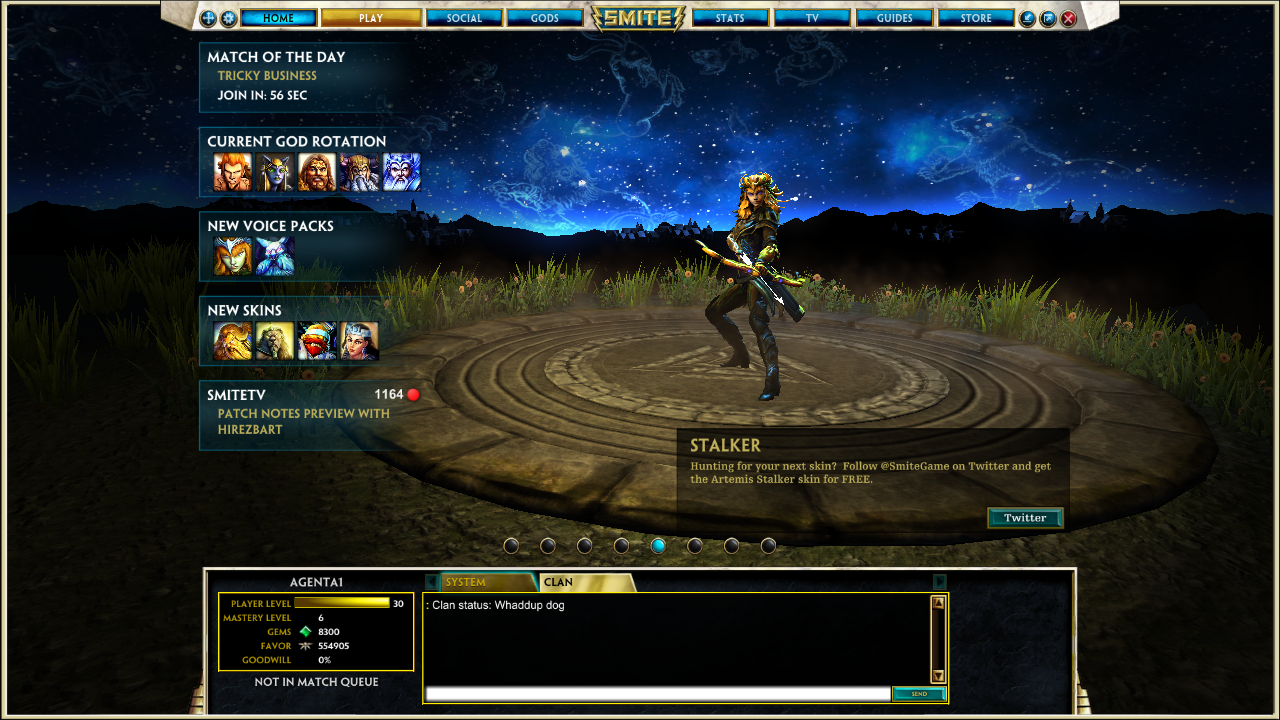 HOME
PLAY
SOCIAL
GODS
SMITE
STATS
TV
GUIDES
STORE
MATCH OF THE DAY
TRICKY BUSINESS
JOIN IN: 56 SEC
CURRENT GOD ROTATION
NEW VOICE PACKS
NEW SKINS
SMITETV 1164
PATCH NOTES PREVIEW WITH
HIREZBART
STALKER
Hunting for your next skin? Follow @SmiteGame on Twitter and get
the Artemis Stalker skin for FREE.
Twitter
AGENTA1
PLAYER LEVEL 30
MASTERY LEVEL 6
GEMS 8300
FAVOR 554905
GOODWILL 0%
NOT IN MATCH QUEUE
SYSTEM
CLAN
: Clan status: Whaddup dog
SEND